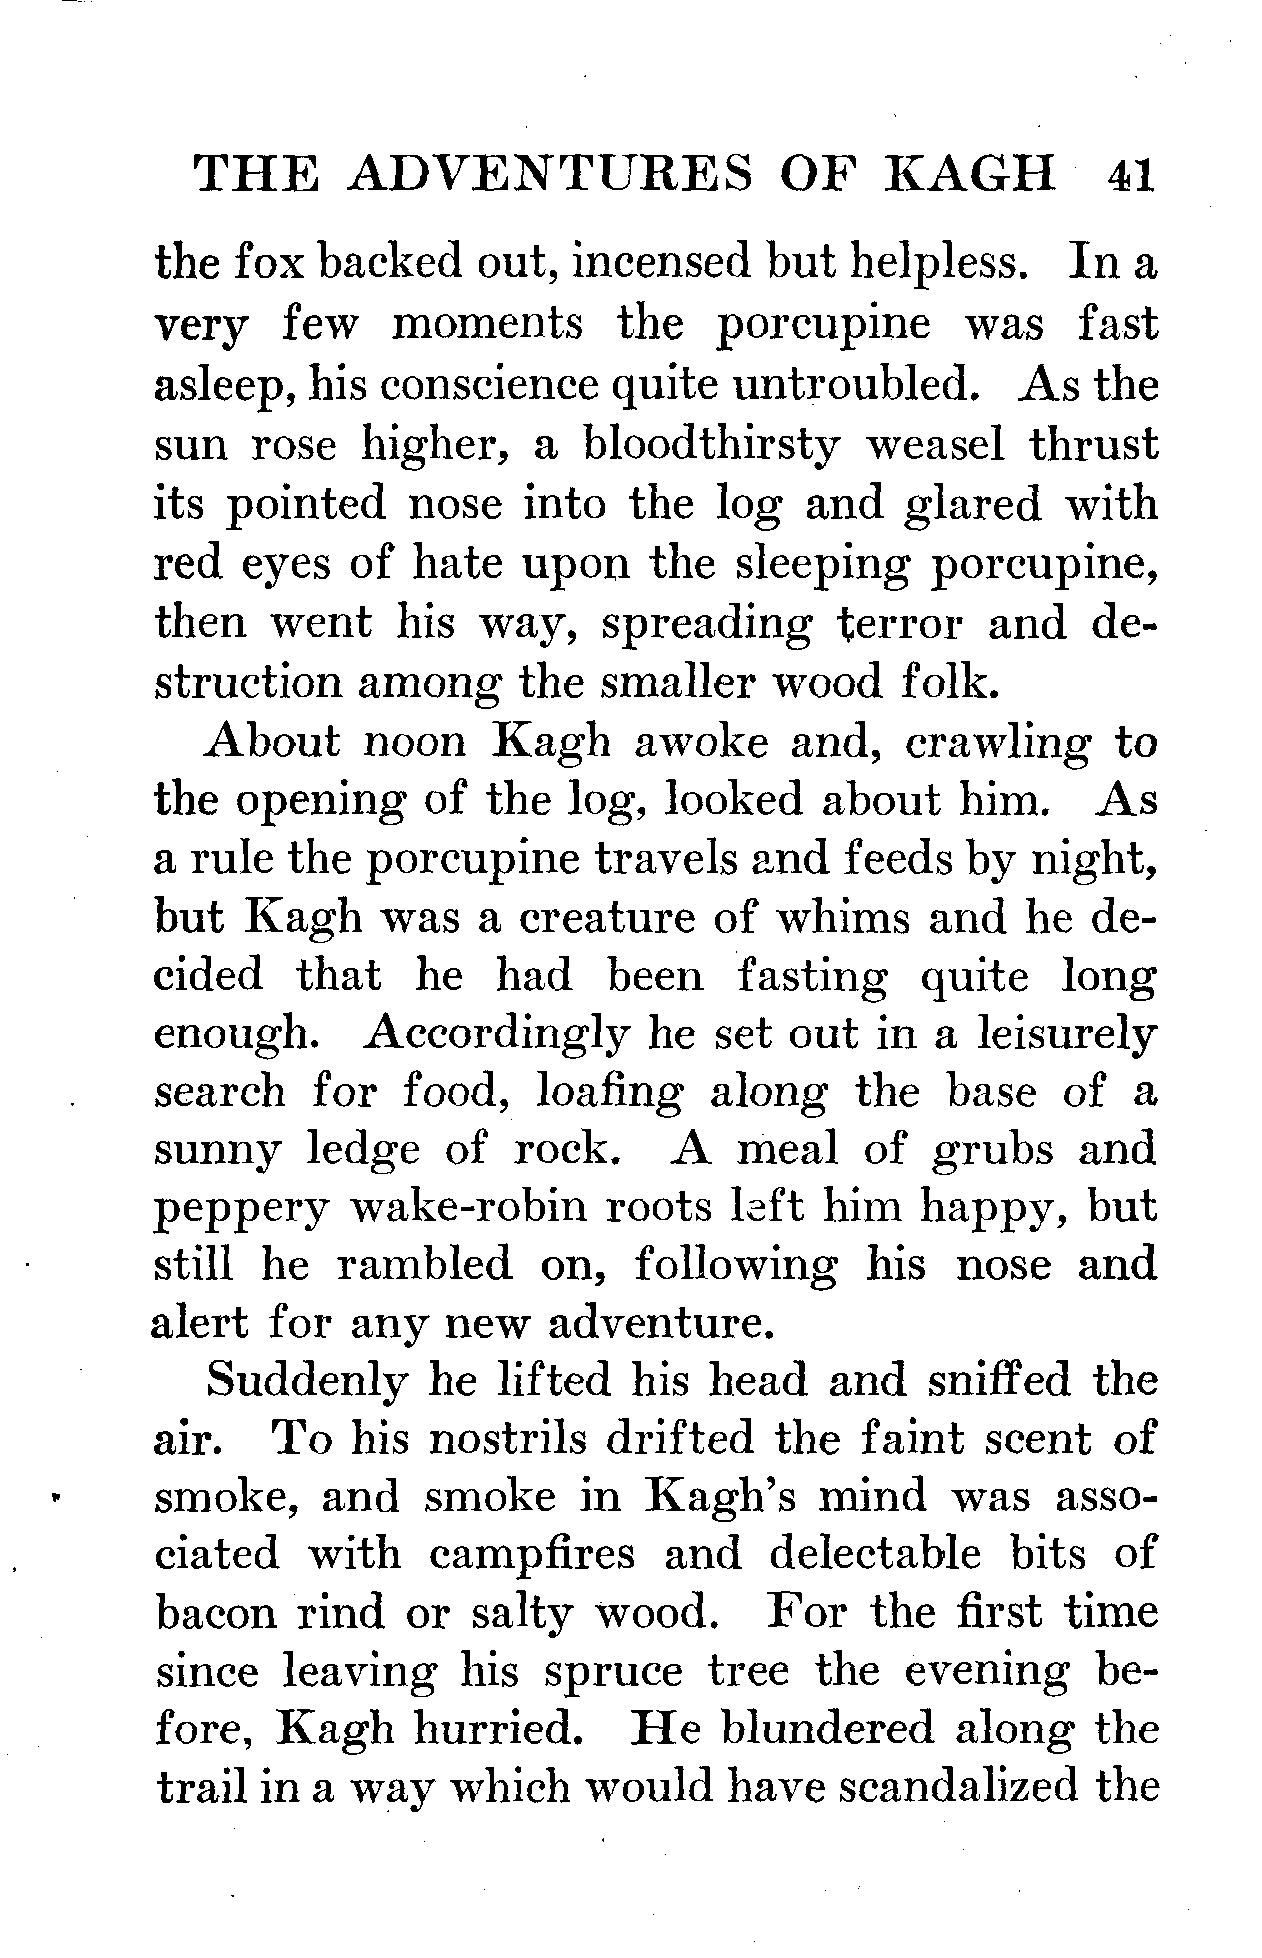 THE ADVENTURES OF KAGH 41
the fox backed out, incensed but helpless. In a
very few moments the porcupine was fast
asleep, his conscience quite untroubled. As the
sun rose higher, a bloodthirsty weasel thrust
its pointed nose into the log and glared with
red eyes of hate upon the sleeping porcupine,
then went his way, spreading terror and de-
struction among the smaller wood folk.
About noon Kagh awoke and, crawling to
the opening of the log, looked about him. As
a rule the porcupine travels and feeds by night,
but Kagh was a creature of whims and he de-
cided that he had been fasting quite long
enough. Accordingly he set out in a leisurely
search for food, loafing along the base of a
sunny ledge of rock. A meal of grubs and
peppery wake-robin roots left him happy, but
still he rambled on, following his nose and
alert for any new adventure.
Suddenly he lifted his head and sniffed the
air. To his nostrils drifted the faint scent of
smoke, and smoke in Kagh's mind was asso-
ciated with campfires and delectable bits of
bacon rind or salty wood. For the first time
since leaving his spruce tree the evening be-
fore, Kagh hurried. He blundered along the
trail in a way which would have scandalized the